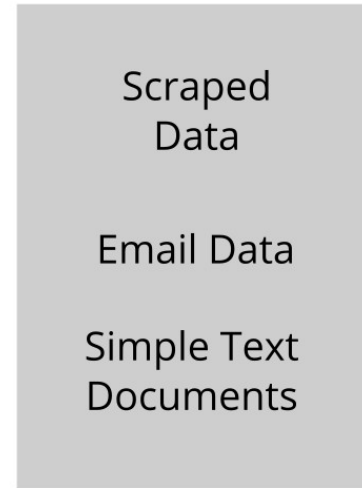 Scraped
Data
Email Data
Simple Text
Documents